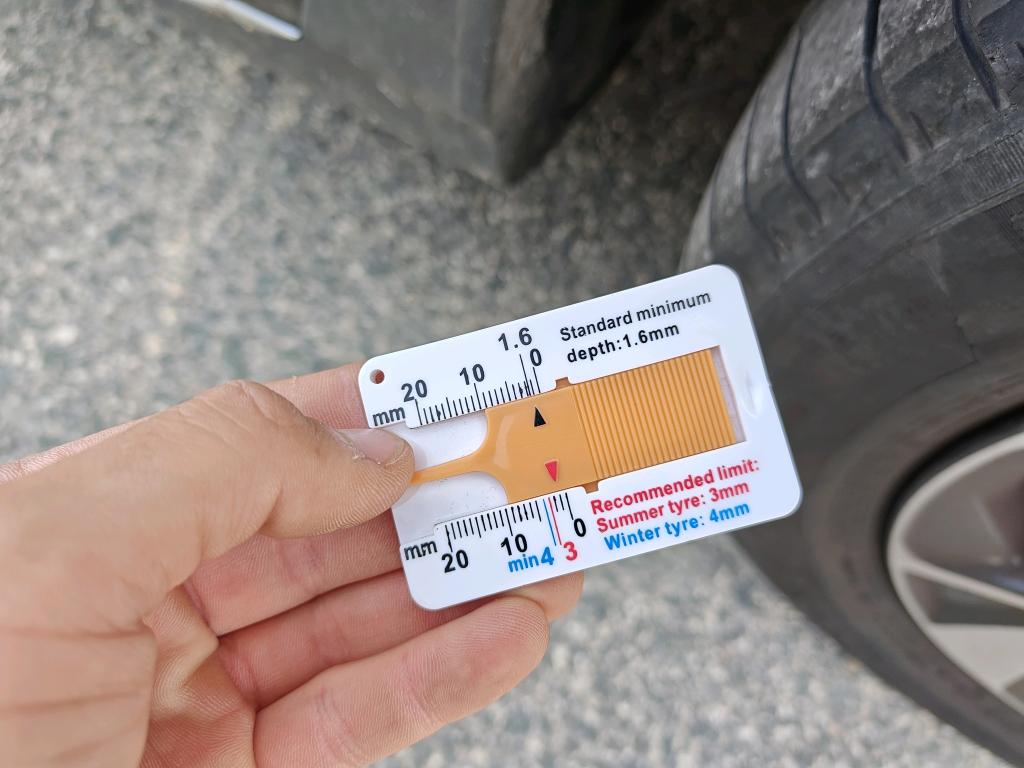 1.6
20 10 0
mm
Standard minimum
depth:1.6mm
mm
20 10 min4 3 0
Recommended limit:
Summer tyre: 3mm
Winter tyre: 4mm